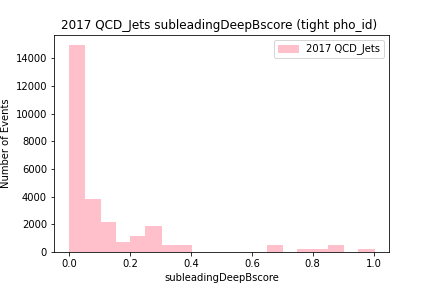 2017 QCD_Jets subleadingDeepBscore (tight pho_id)
2017 QCD_Jets
Number of Events
14000
12000
10000
8000
6000
4000
2000
0
0.0 0.2 0.4 0.6 0.8 1.0
subleadingDeepBscore